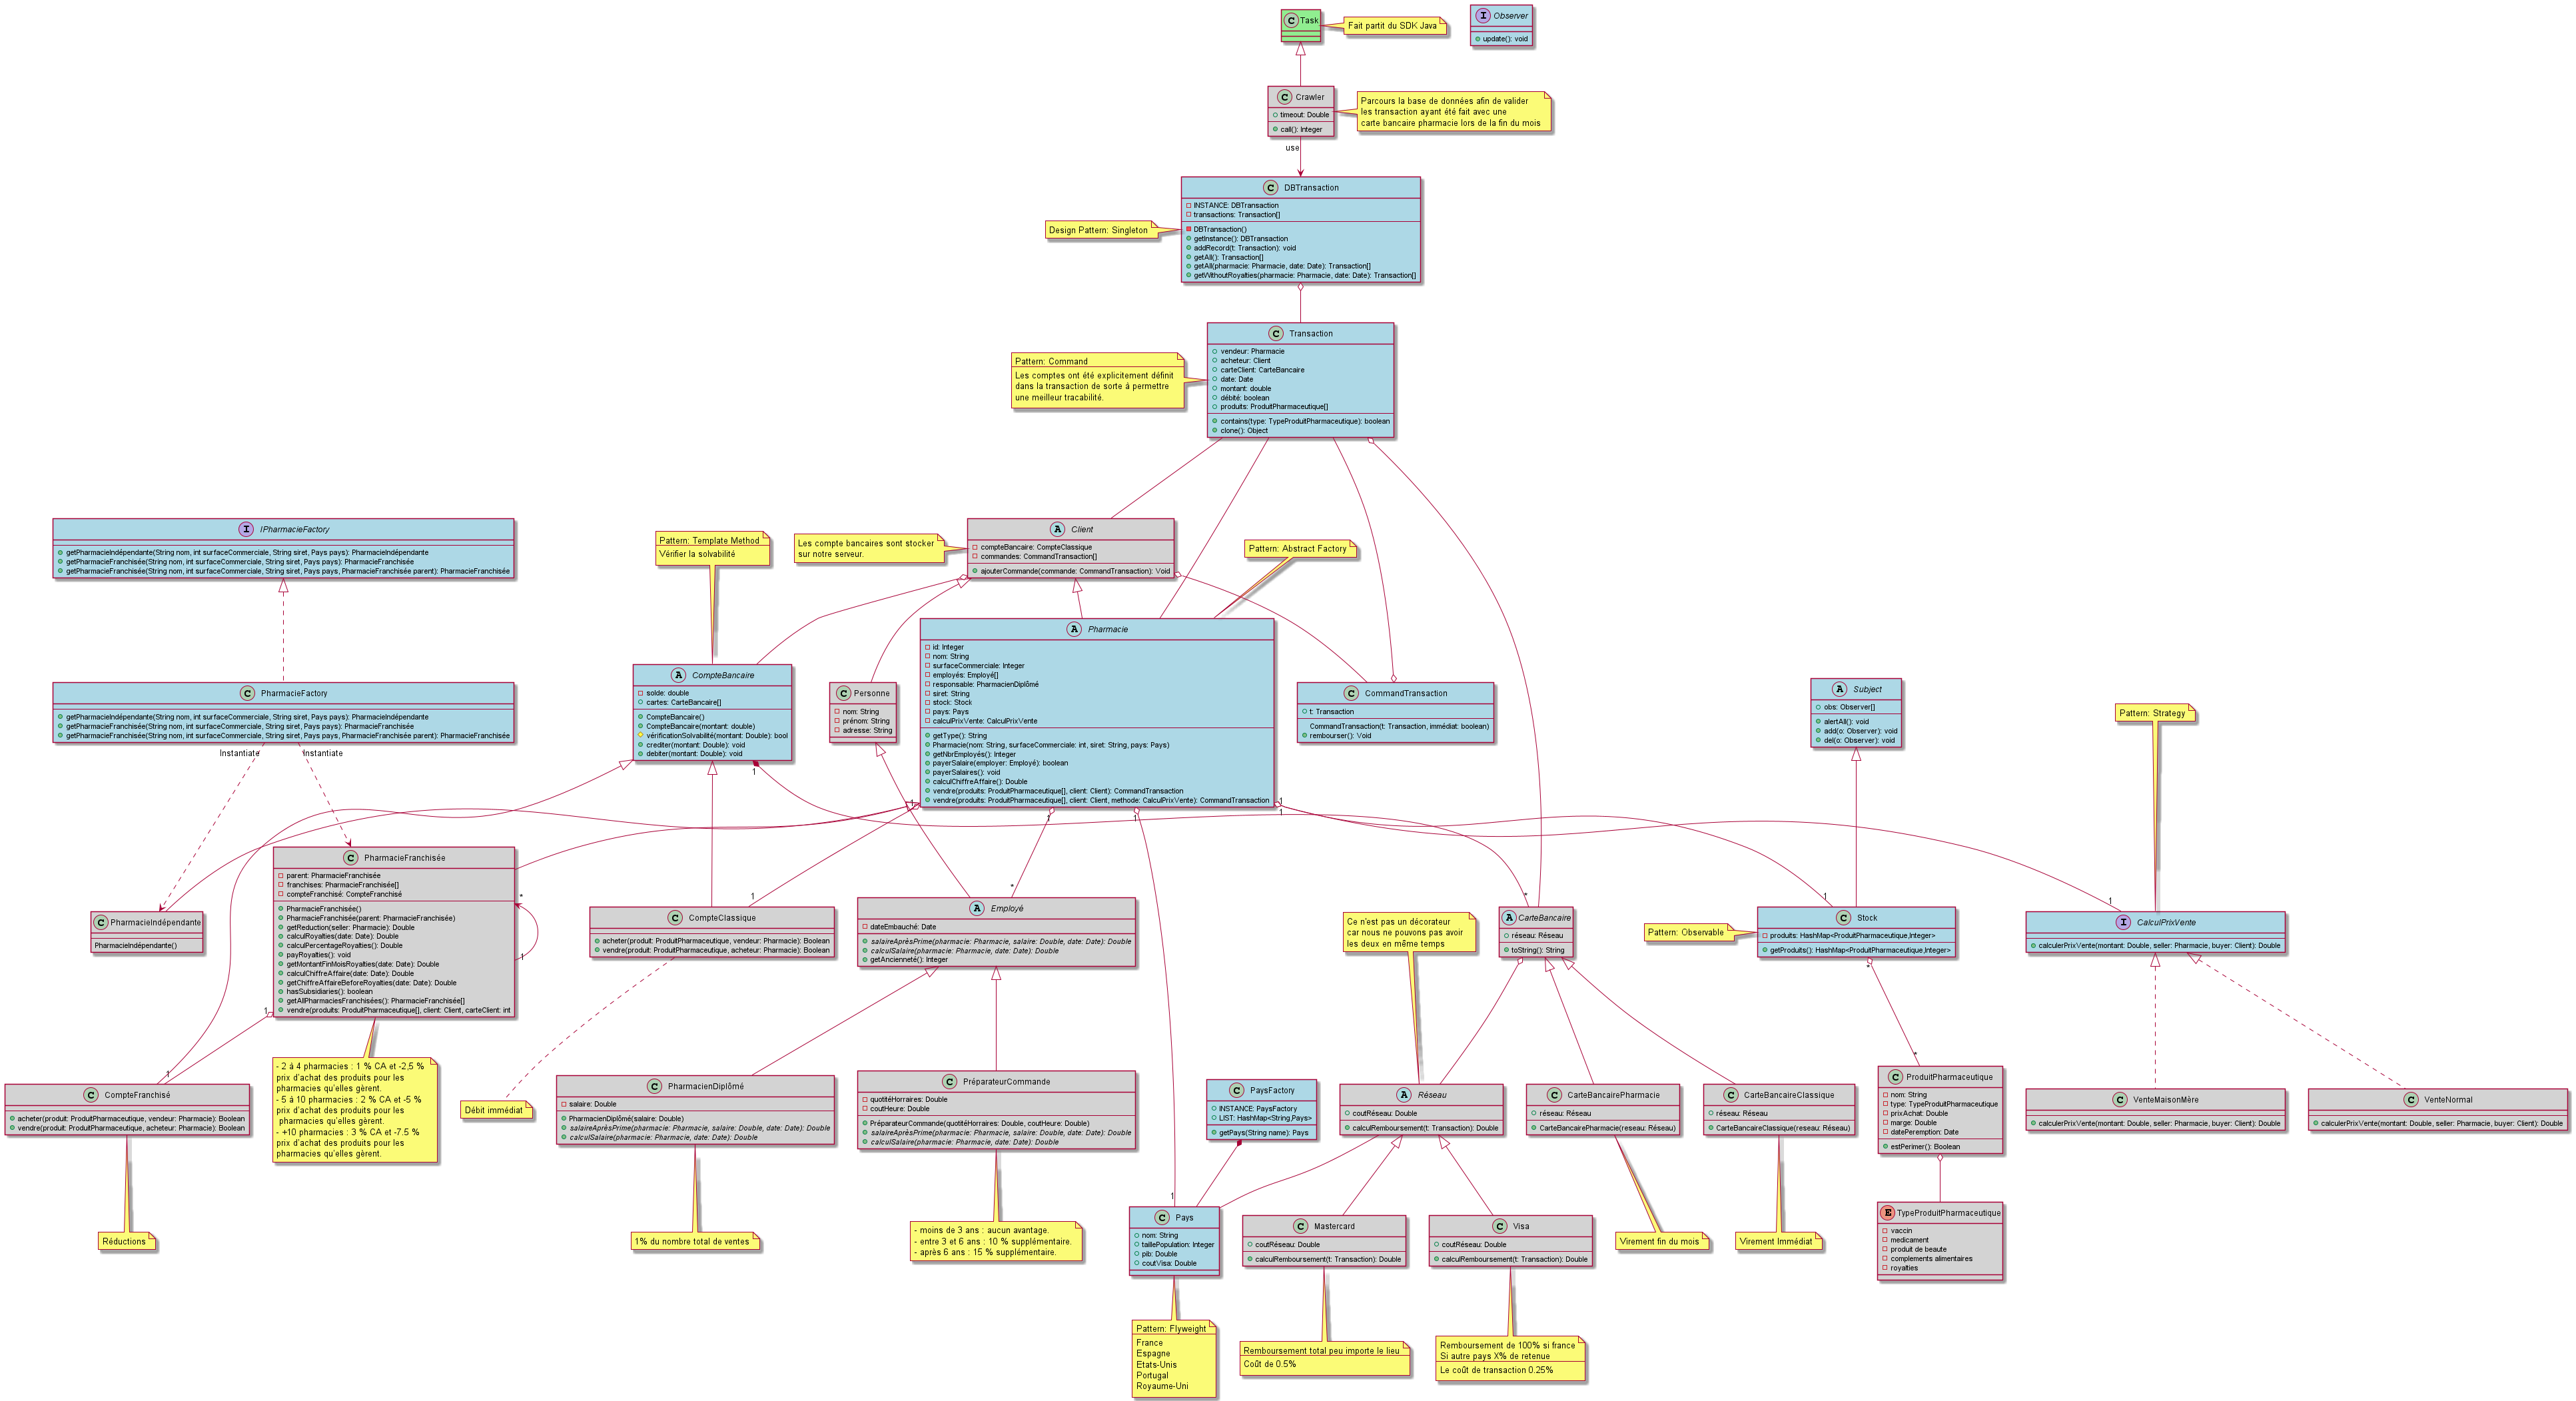 Task
Fait partit du SDK Java
Observer
update(): void
Crawler
timeout: Double
call(): Integer
Parcours la base de données afin de valider
les transaction ayant été fait avec une
carte bancaire pharmacie lors de la fin du mois
use
DBTransaction
INSTANCE: DBTransaction
transactions: Transaction[]
DBTransaction()
getInstance(): DBTransaction
addRecord(t: Transaction): void
getAll(): Transaction[]
getAll(pharmacie: Pharmacie, date: Date): Transaction[]
getWithoutRoyalties(pharmacie: Pharmacie, date: Date): Transaction[]
Design Pattern: Singleton
Transaction
vendeur: Pharmacie
acheteur: Client
carteClient: CarteBancaire
date: Date
montant: double
débité: boolean
produits: ProduitPharmaceutique[]
contains(type: TypeProduitPharmaceutique): boolean
clone(): Object
Pattern: Command
Les comptes ont été explicitement définit
dans la transaction de sorte à permettre
une meilleur tracabilité.
IPharmacieFactory
getPharmacieIndépendante(String nom, int surfaceCommerciale, String siret, Pays pays): PharmacieIndépendante
getPharmacieFranchisée(String nom, int surfaceCommerciale, String siret, Pays pays): PharmacieFranchisée
getPharmacieFranchisée(String nom, int surfaceCommerciale, String siret, Pays pays, PharmacieFranchisée parent): PharmacieFranchisée
Pattern: Template Method
Vérifier la solvabilité
Les compte bancaires sont stocker
sur notre serveur.
Client
compteBancaire: CompteClassique
commandes: CommandTransaction[]
ajouterCommande(commande: CommandTransaction): Void
Pattern: Abstract Factory
PharmacieFactory
getPharmacieIndépendante(String nom, int surfaceCommerciale, String siret, Pays pays): PharmacieIndépendante
getPharmacieFranchisée(String nom, int surfaceCommerciale, String siret, Pays pays): PharmacieFranchisée
getPharmacieFranchisée(String nom, int surfaceCommerciale, String siret, Pays pays, PharmacieFranchisée parent): PharmacieFranchisée
Instantiate
Instantiate
CompteBancaire
solde: double
cartes: CarteBancaire[]
CompteBancaire()
CompteBancaire(montant: double)
vérificationSolvabilité(montant: Double): bool
crediter(montant: Double): void
debiter(montant: Double): void
1
Personne
nom: String
prénom: String
adresse: String
Pharmacie
id: Integer
nom: String
surfaceCommerciale: Integer
employés: Employé[]
responsable: PharmacienDiplômé
siret: String
stock: Stock
pays: Pays
calculPrixVente: CalculPrixVente
getType(): String
Pharmacie(nom: String, surfaceCommerciale: int, siret: String, pays: Pays)
getNbrEmployés(): Integer
payerSalaire(employer: Employé): boolean
payerSalaires(): void
calculChiffreAffaire(): Double
vendre(produits: ProduitPharmaceutique[], client: Client): CommandTransaction
vendre(produits: ProduitPharmaceutique[], client: Client, methode: CalculPrixVente): CommandTransaction
1
1
1
1
1
CommandTransaction
t: Transaction
CommandTransaction(t: Transaction, immédiat: boolean)
rembourser(): Void
Subject
obs: Observer[]
alertAll(): void
add(o: Observer): void
del(o: Observer): void
Pattern: Strategy
PharmacieFranchisée
parent: PharmacieFranchisée
franchises: PharmacieFranchisée[]
compteFranchisé: CompteFranchisé
PharmacieFranchisée()
PharmacieFranchisée(parent: PharmacieFranchisée)
getReduction(seller: Pharmacie): Double
calculRoyalties(date: Date): Double
calculPercentageRoyalties(): Double
payRoyalties(): void
getMontantFinMoisRoyalties(date: Date): Double
calculChiffreAffaire(date: Date): Double
getChiffreAffaireBeforeRoyalties(date: Date): Double
hasSubsidiaries(): boolean
getAllPharmaciesFranchisées(): PharmacieFranchisée[]
vendre(produits: ProduitPharmaceutique[], client: Client, carteClient: int
*
1
1
PharmacieIndépendante
PharmacieIndépendante()
1
CompteClassique
acheter(produit: ProduitPharmaceutique, vendeur: Pharmacie): Boolean
vendre(produit: ProduitPharmaceutique, acheteur: Pharmacie): Boolean
*
Employé
dateEmbauché: Date
salaireAprèsPrime(pharmacie: Pharmacie, salaire: Double, date: Date): Double
calculSalaire(pharmacie: Pharmacie, date: Date): Double
getAncienneté(): Integer
Ce n'est pas un décorateur
car nous ne pouvons pas avoir
les deux en même temps
*
CarteBancaire
réseau: Réseau
toString(): String
Pattern: Observable
1
Stock
produits: HashMap<ProduitPharmaceutique,Integer>
getProduits(): HashMap<ProduitPharmaceutique,Integer>
*
1
CalculPrixVente
calculerPrixVente(montant: Double, seller: Pharmacie, buyer: Client): Double
1
CompteFranchisé
acheter(produit: ProduitPharmaceutique, vendeur: Pharmacie): Boolean
vendre(produit: ProduitPharmaceutique, acheteur: Pharmacie): Boolean
- 2 à 4 pharmacies : 1 % CA et -2,5 %
prix d'achat des produits pour les
pharmacies qu'elles gèrent.
- 5 à 10 pharmacies : 2 % CA et -5 %
prix d'achat des produits pour les
pharmacies qu'elles gèrent.
- +10 pharmacies : 3 % CA et -7.5 %
prix d'achat des produits pour les
pharmacies qu'elles gèrent.
Débit immédiat
PharmacienDiplômé
salaire: Double
PharmacienDiplômé(salaire: Double)
salaireAprèsPrime(pharmacie: Pharmacie, salaire: Double, date: Date): Double
calculSalaire(pharmacie: Pharmacie, date: Date): Double
PréparateurCommande
quotitéHorraires: Double
coutHeure: Double
PréparateurCommande(quotitéHorraires: Double, coutHeure: Double)
salaireAprèsPrime(pharmacie: Pharmacie, salaire: Double, date: Date): Double
calculSalaire(pharmacie: Pharmacie, date: Date): Double
PaysFactory
INSTANCE: PaysFactory
LIST: HashMap<String,Pays>
getPays(String name): Pays
Réseau
coutRéseau: Double
calculRemboursement(t: Transaction): Double
CarteBancairePharmacie
réseau: Réseau
CarteBancairePharmacie(reseau: Réseau)
CarteBancaireClassique
réseau: Réseau
CarteBancaireClassique(reseau: Réseau)
*
ProduitPharmaceutique
nom: String
type: TypeProduitPharmaceutique
prixAchat: Double
marge: Double
datePeremption: Date
estPerimer(): Boolean
VenteMaisonMère
calculerPrixVente(montant: Double, seller: Pharmacie, buyer: Client): Double
VenteNormal
calculerPrixVente(montant: Double, seller: Pharmacie, buyer: Client): Double
Réductions
1% du nombre total de ventes
- moins de 3 ans : aucun avantage.
- entre 3 et 6 ans : 10 % supplémentaire.
- après 6 ans : 15 % supplémentaire.
1
Pays
nom: String
taillePopulation: Integer
pib: Double
coutVisa: Double
Mastercard
coutRéseau: Double
calculRemboursement(t: Transaction): Double
Visa
coutRéseau: Double
calculRemboursement(t: Transaction): Double
Virement fin du mois
Virement Immédiat
TypeProduitPharmaceutique
vaccin
medicament
produit de beaute
complements alimentaires
royalties
Pattern: Flyweight
France
Espagne
Etats-Unis
Portugal
Royaume-Uni
Remboursement total peu importe le lieu
Coût de 0.5%
Remboursement de 100% si france
Si autre pays X% de retenue
Le coût de transaction 0.25%